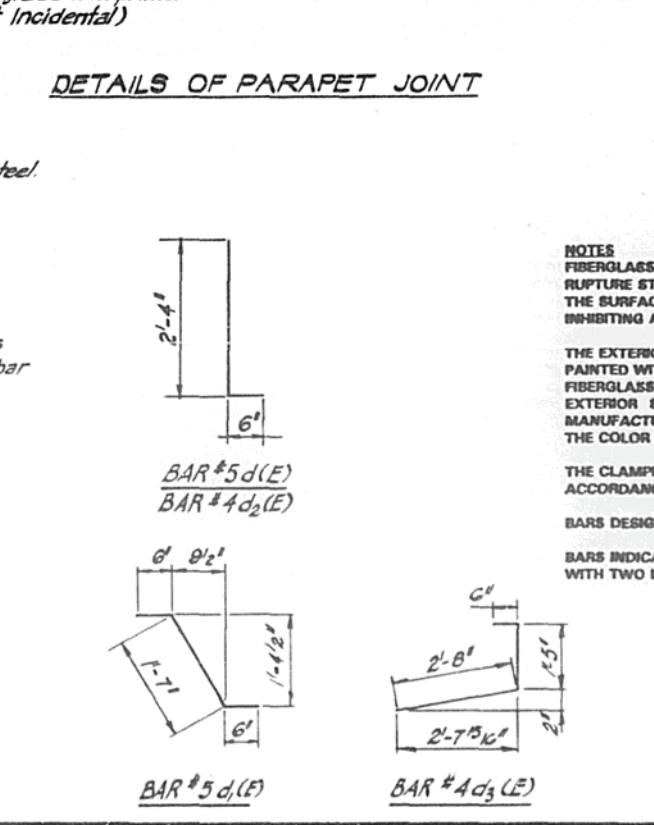 t Incidental)
DETAILS OF PARAPET JOINT
teel.
bar
2'-4"
6"
BAR #5 d(E)
BAR #4 d2(E)
6"
9½"
1'-7"
1'-4½"
6"
BAR #5 d1(E)
6"
2'-8"
1'-5"
2"
2'-7 15/16"
BAR #4 d3(E)
NOTES
FIBERGLASS
RUPTURE ST
THE SURFAC
INHIBITING A
THE EXTERIO
PAINTED WIT
FIBERGLASS
EXTERIOR S
MANUFACTU
THE COLOR
THE CLAMPI
ACCORDANC
BARS DESIG
BARS INDICA
WITH TWO